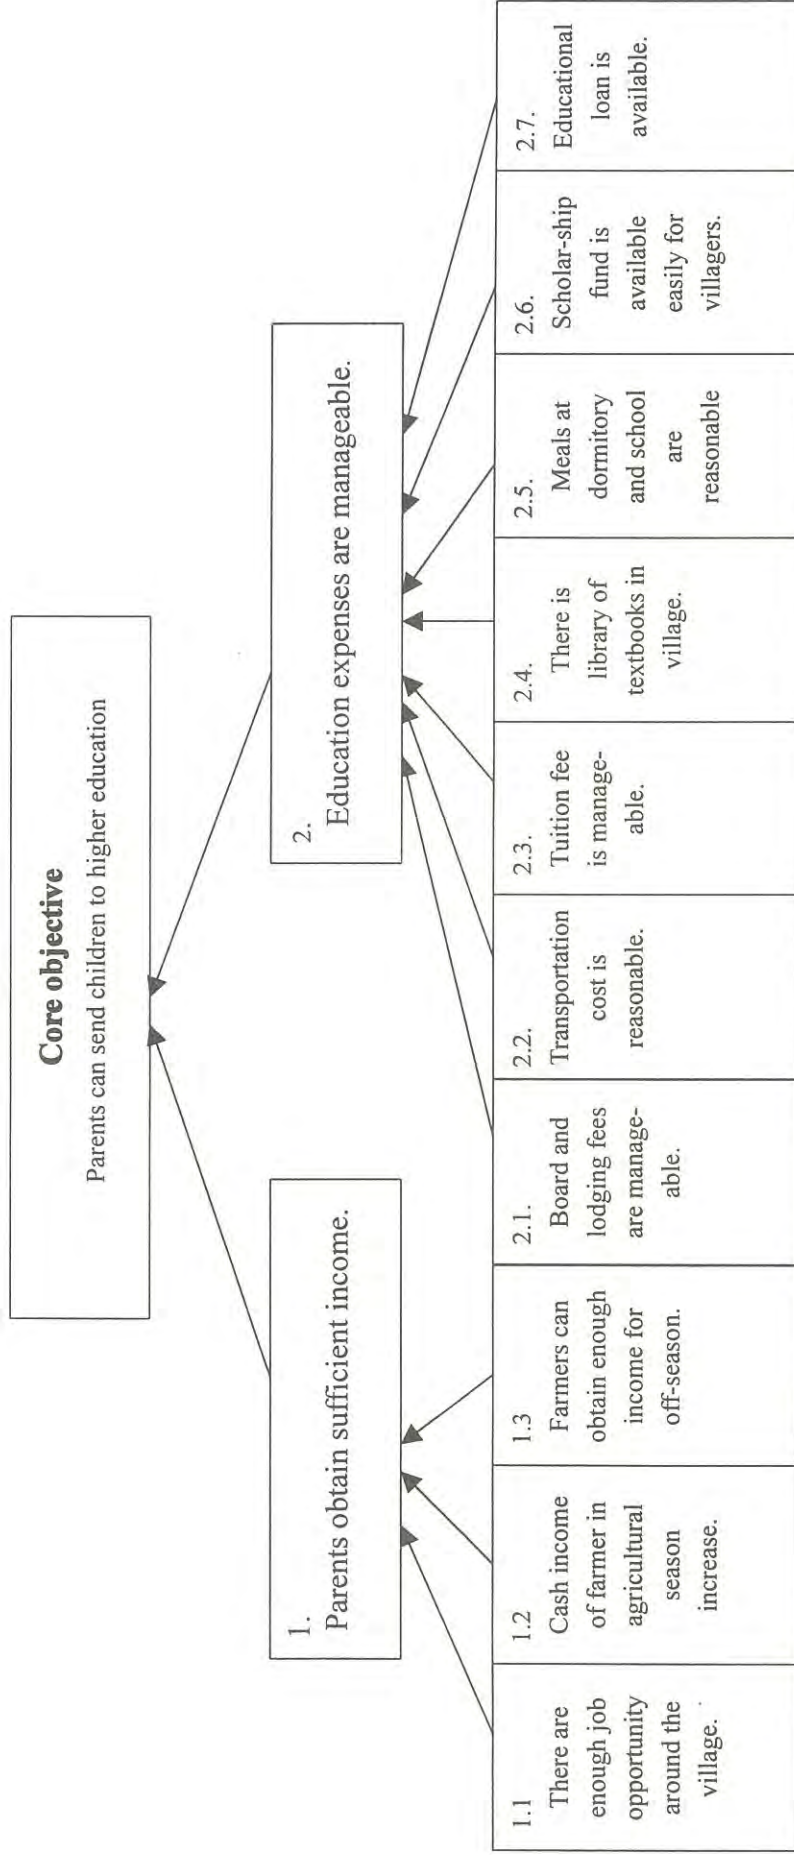 Core objective
Parents can send children to higher education
1.
Parents obtain sufficient income.
2.
Education expenses are manageable.
1.1
There are
enough job
opportunity
around the
village.
1.2
Cash income
of farmer in
agricultural
season
increase.
1.3
Farmers can
obtain enough
income for
off-season.
2.1.
Board and
lodging fees
are manage-
able.
2.2.
Transportation
cost is
reasonable.
2.3.
Tuition fee
is manage-
able.
2.4.
There is
library of
textbooks in
village.
2.5.
Meals at
dormitory
and school
are
reasonable
2.6.
Scholar-ship
fund is
available
easily for
villagers.
2.7.
Educational
loan is
available.